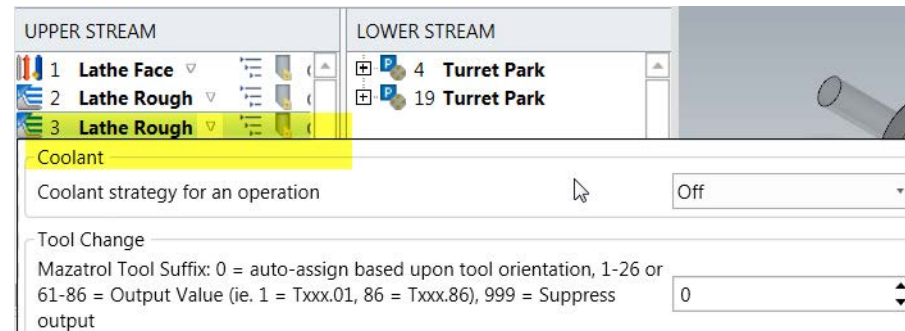 UPPER STREAM
LOWER STREAM
1 Lathe Face
2 Lathe Rough
3 Lathe Rough
4 Turret Park
19 Turret Park
Coolant
Coolant strategy for an operation
Off
Tool Change
Mazatrol Tool Suffix: 0 = auto-assign based upon tool orientation, 1-26 or
61-86 = Output Value (ie. 1 = Txxx.01, 86 = Txxx.86), 999 = Suppress
output
0